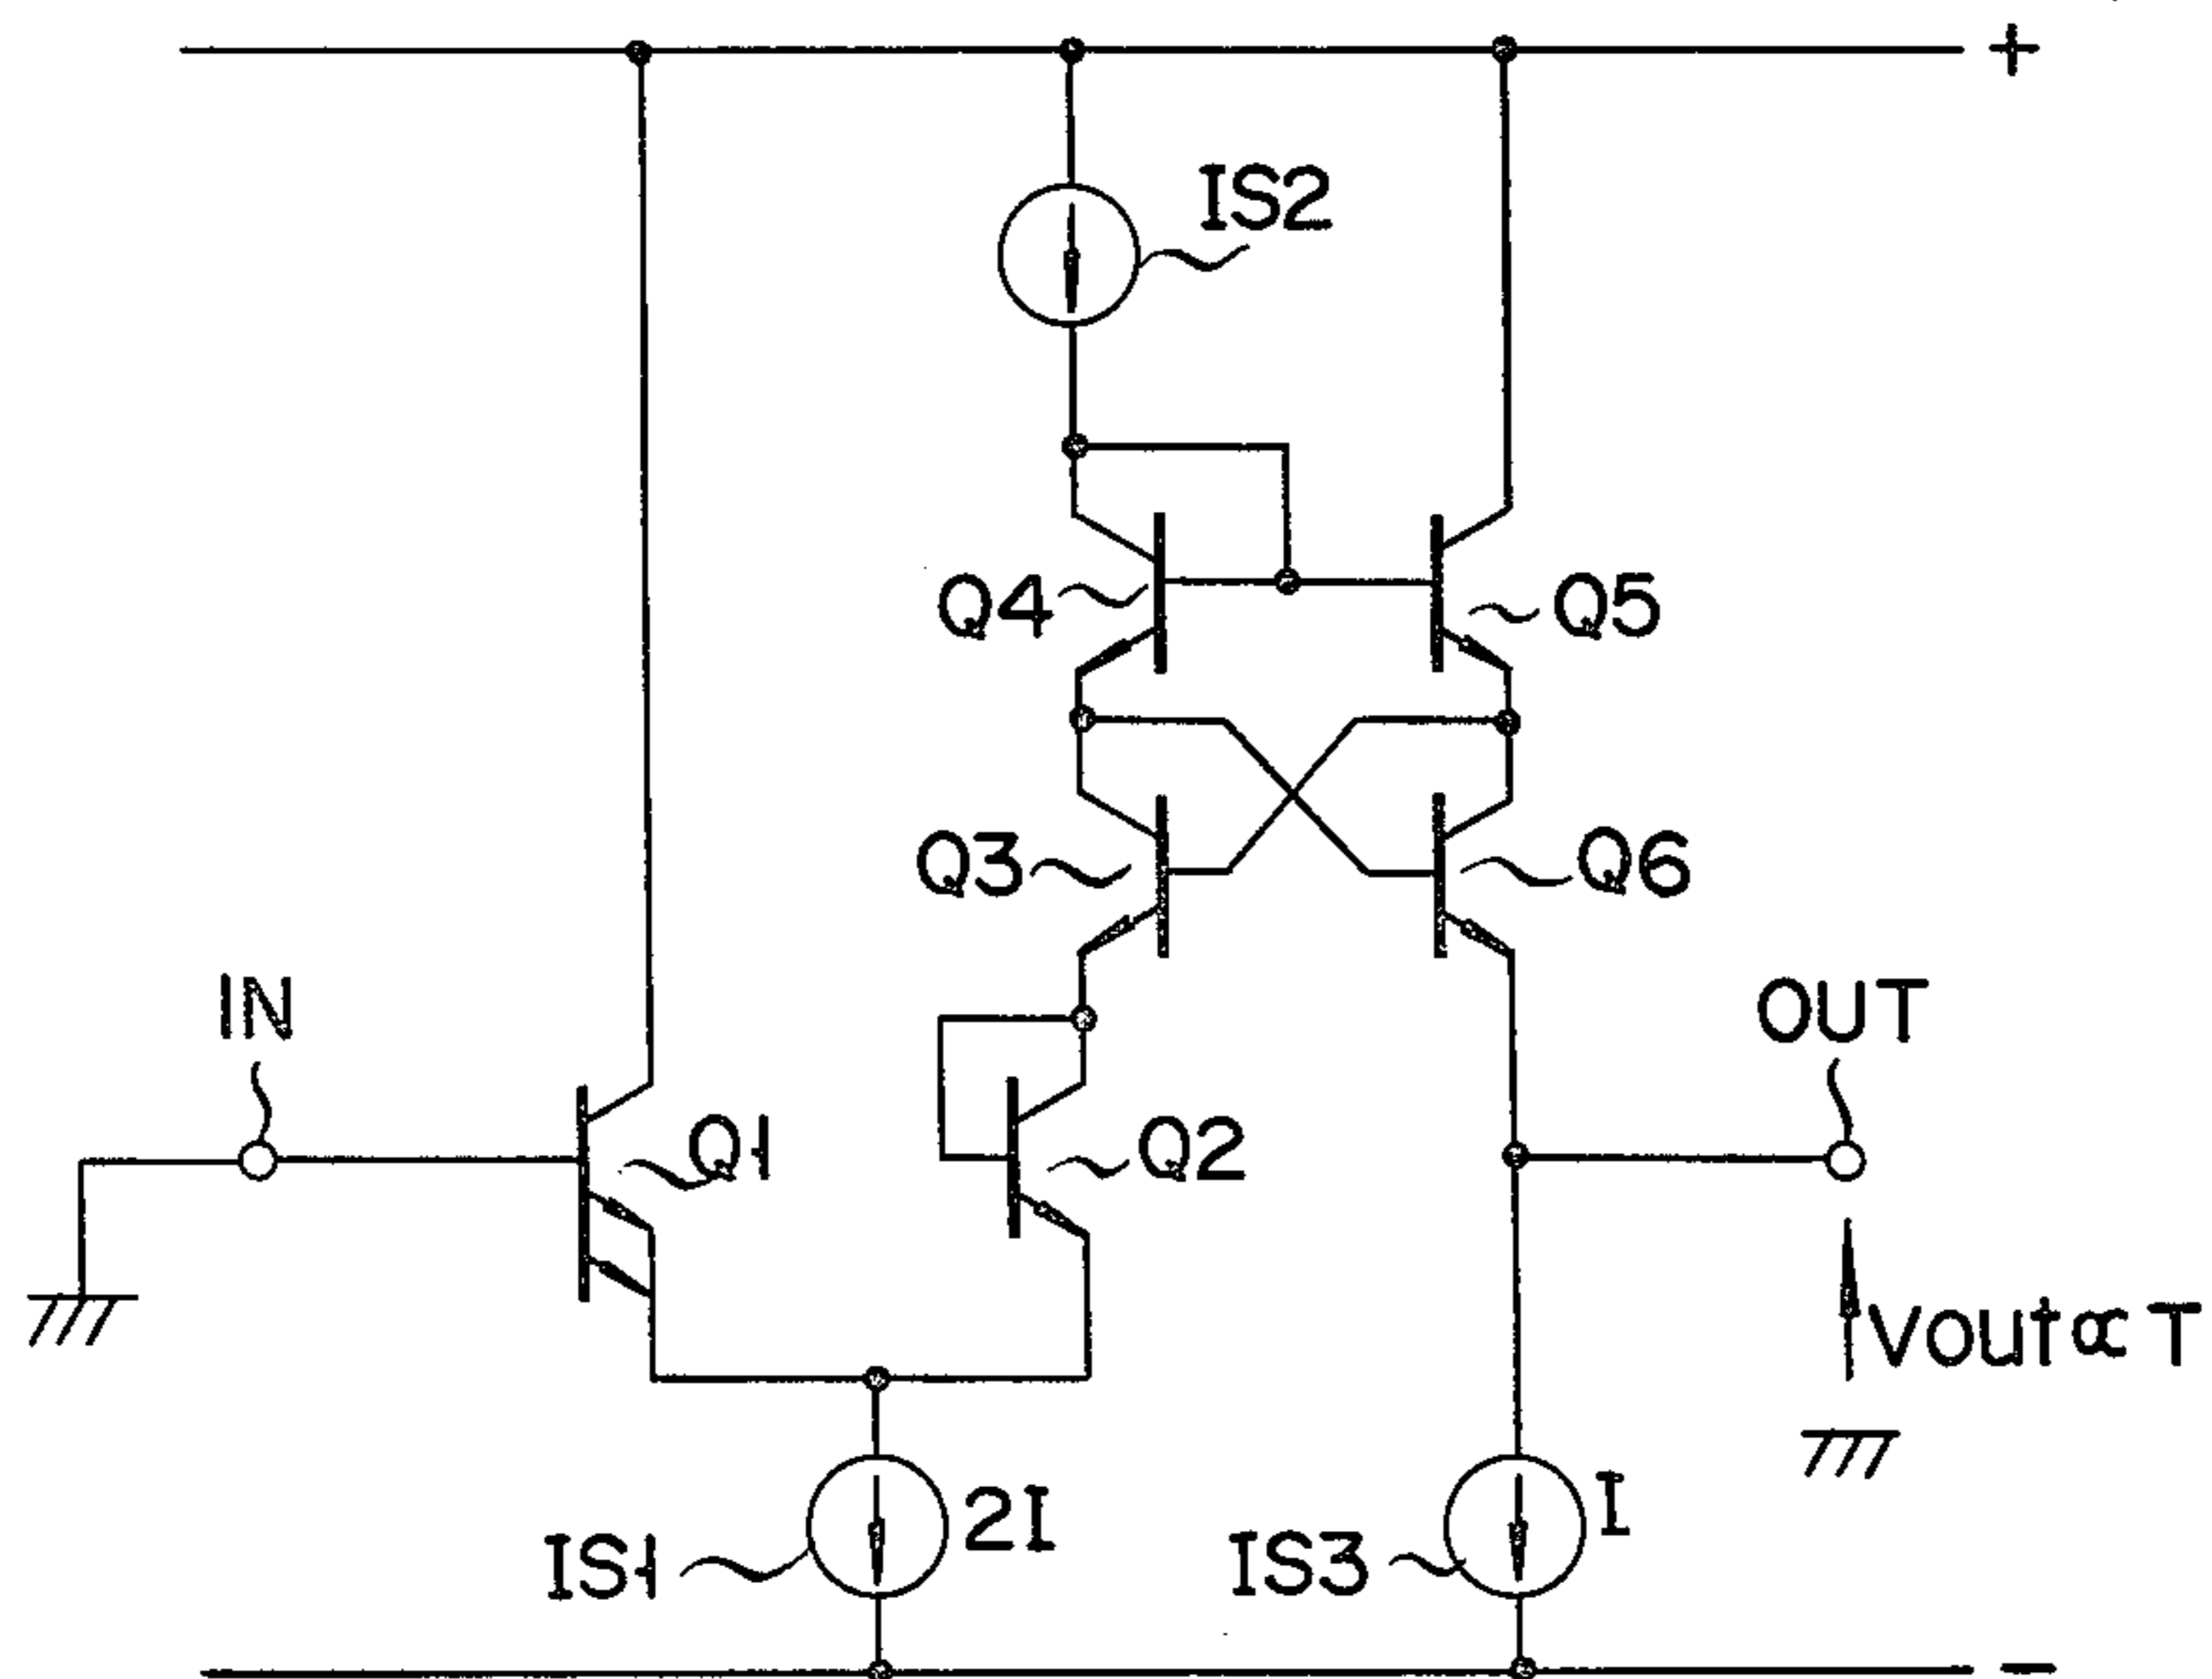 +
IS2
Q4
Q5
Q3
Q6
IN
OUT
Q1
Q2
Vout∝T
2I
I
IS1
IS3
−